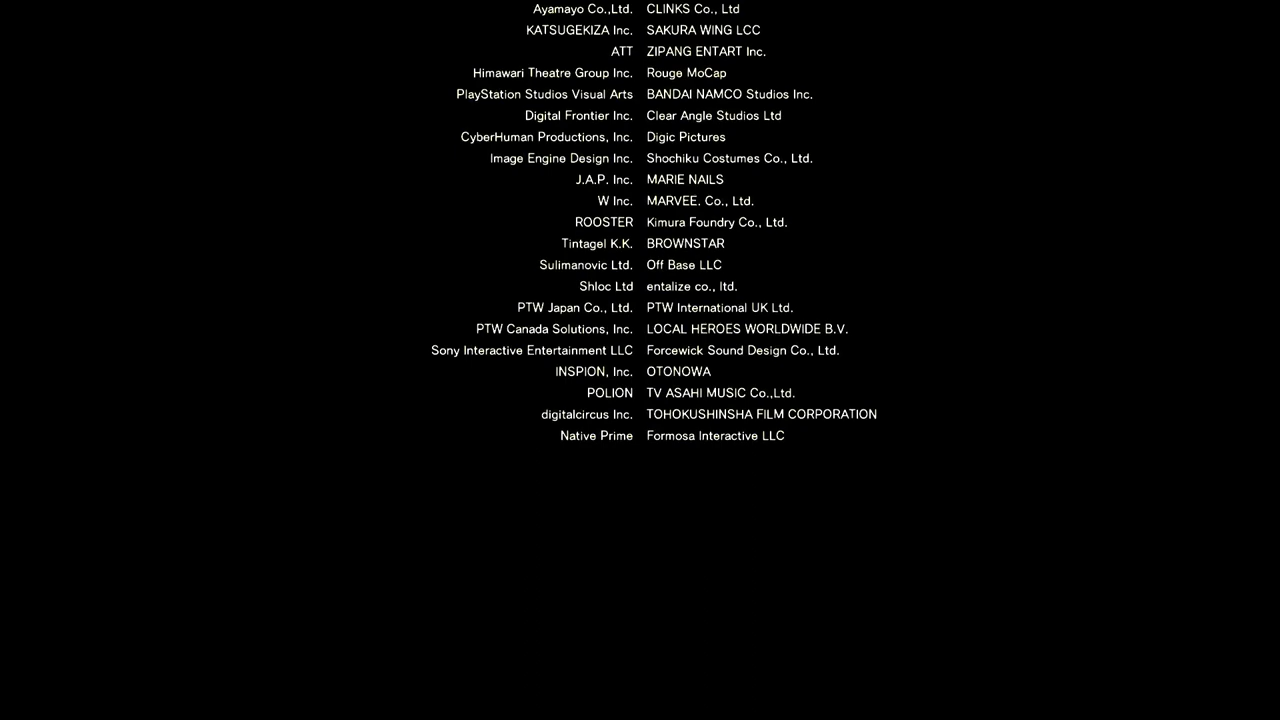 Ayamayo Co.,Ltd. CLINKS Co., Ltd
KATSUGEKIZA Inc. SAKURA WING LCC
ATT ZIPANG ENTART Inc.
Himawari Theatre Group Inc. Rouge MoCap
PlayStation Studios Visual Arts BANDAI NAMCO Studios Inc.
Digital Frontier Inc. Clear Angle Studios Ltd
CyberHuman Productions, Inc. Digic Pictures
Image Engine Design Inc. Shochiku Costumes Co., Ltd.
J.A.P. Inc. MARIE NAILS
W Inc. MARVEE. Co., Ltd.
ROOSTER Kimura Foundry Co., Ltd.
Tintagel K.K. BROWNSTAR
Sulimanovic Ltd. Off Base LLC
Shloc Ltd entalize co., ltd.
PTW Japan Co., Ltd. PTW International UK Ltd.
PTW Canada Solutions, Inc. LOCAL HEROES WORLDWIDE B.V.
Sony Interactive Entertainment LLC Forcewick Sound Design Co., Ltd.
INSPION, Inc. OTONOWA
POLION TV ASAHI MUSIC Co.,Ltd.
digitalcircus Inc. TOHOKUSHINSHA FILM CORPORATION
Native Prime Formosa Interactive LLC